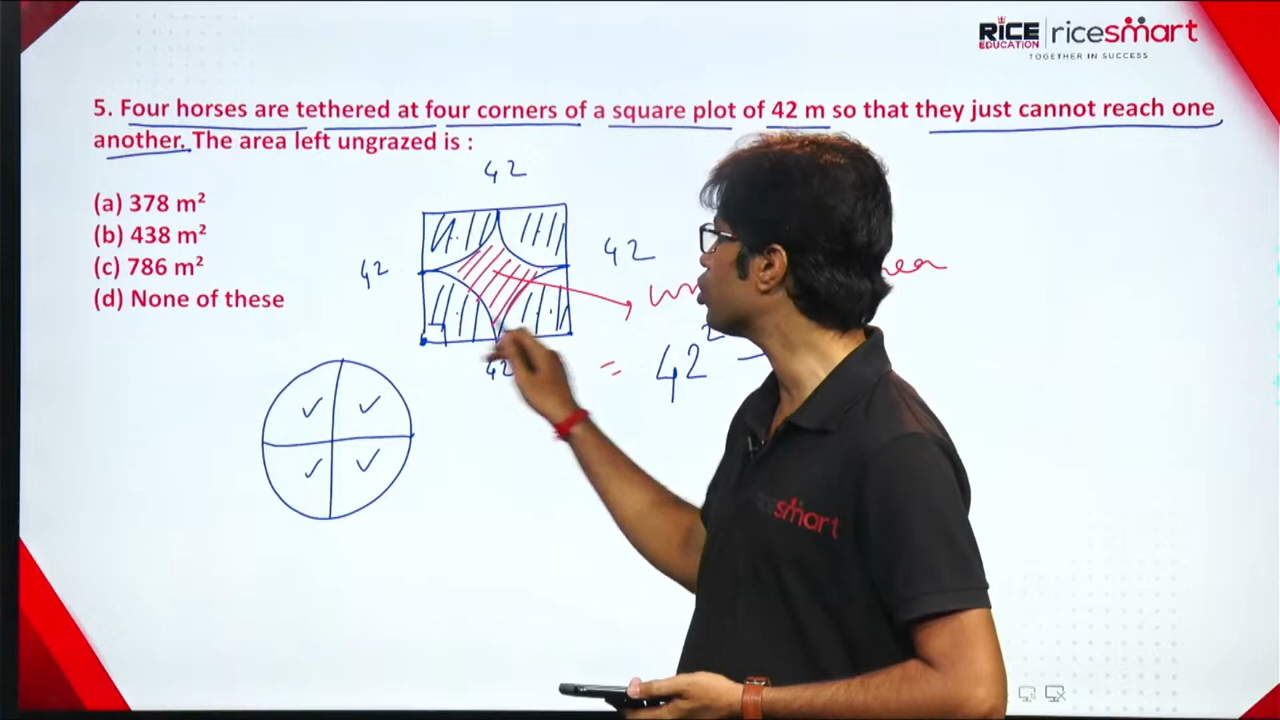 RICE EDUCATION ricesmart
TOGETHER IN SUCCESS
5. Four horses are tethered at four corners of a square plot of 42 m so that they just cannot reach one
another. The area left ungrazed is :
(a) 378 m²
(b) 438 m²
(c) 786 m²
(d) None of these
42
42
42
42
= 42² –
smart